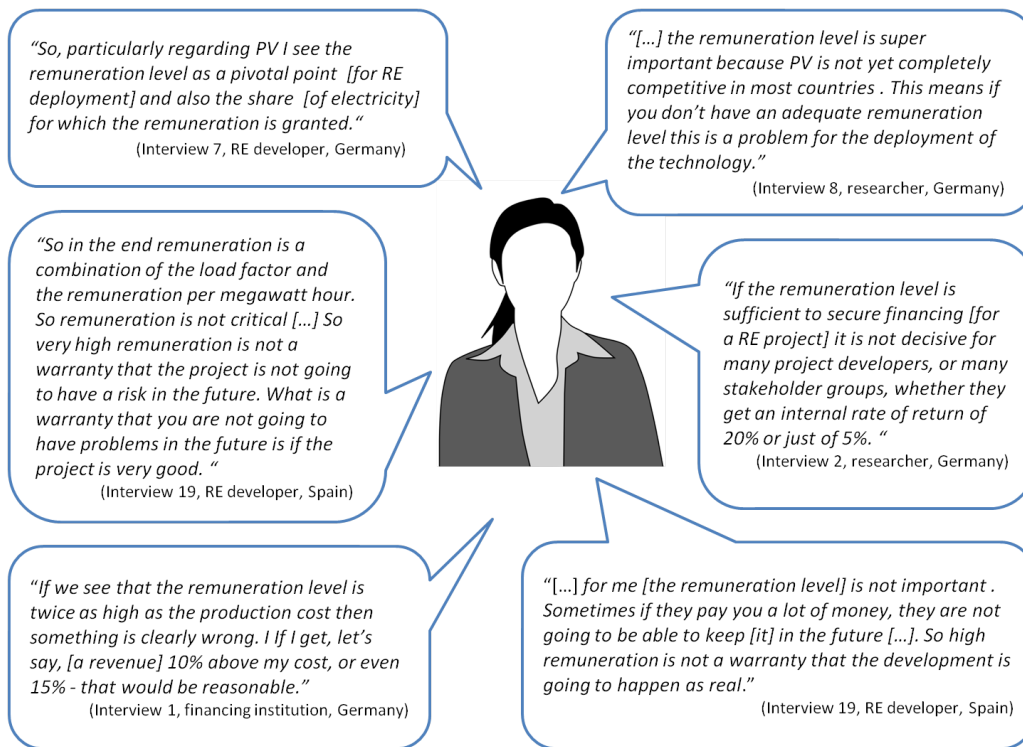 “So, particularly regarding PV I see the
remuneration level as a pivotal point [for RE
deployment] and also the share [of electricity]
for which the remuneration is granted.“
(Interview 7, RE developer, Germany)
“[…] the remuneration level is super
important because PV is not yet completely
competitive in most countries . This means if
you don’t have an adequate remuneration
level this is a problem for the deployment of
the technology.”
(Interview 8, researcher, Germany)
“So in the end remuneration is a
combination of the load factor and
the remuneration per megawatt hour.
So remuneration is not critical […] So
very high remuneration is not a
warranty that the project is not going
to have a risk in the future. What is a
warranty that you are not going to
have problems in the future is if the
project is very good. “
(Interview 19, RE developer, Spain)
“If the remuneration level is
sufficient to secure financing [for
a RE project] it is not decisive for
many project developers, or many
stakeholder groups, whether they
get an internal rate of return of
20% or just of 5%. “
(Interview 2, researcher, Germany)
“If we see that the remuneration level is
twice as high as the production cost then
something is clearly wrong. I If I get, let’s
say, [a revenue] 10% above my cost, or even
15% - that would be reasonable.”
(Interview 1, financing institution, Germany)
“[…] for me [the remuneration level] is not important .
Sometimes if they pay you a lot of money, they are not
going to be able to keep [it] in the future […]. So high
remuneration is not a warranty that the development is
going to happen as real.”
(Interview 19, RE developer, Spain)